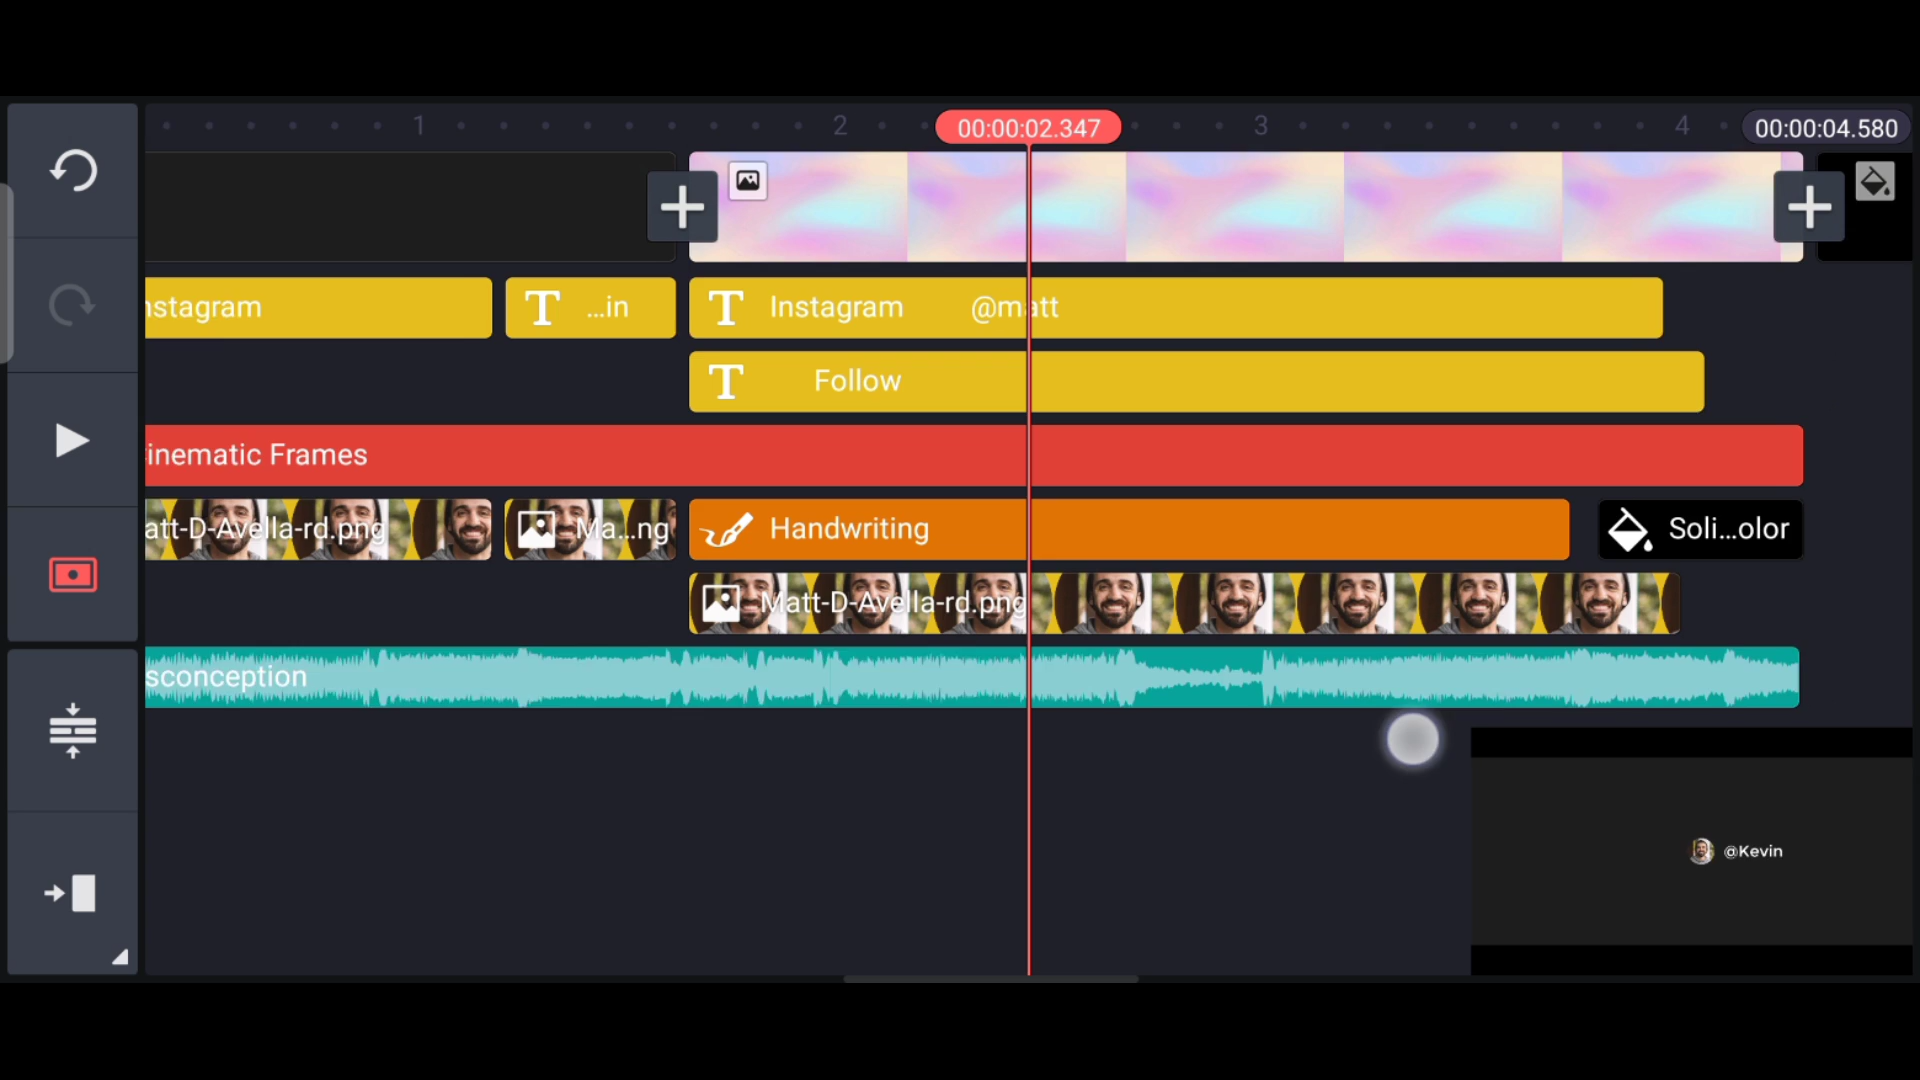 1 2 00:00:02.347 3 4 00:00:04.580
nstagram ...in Instagram @matt
Follow
inematic Frames
att-D-Avella-rd.png Ma...ng Handwriting Soli...olor
Matt-D-Avella-rd.png
sconception
@Kevin